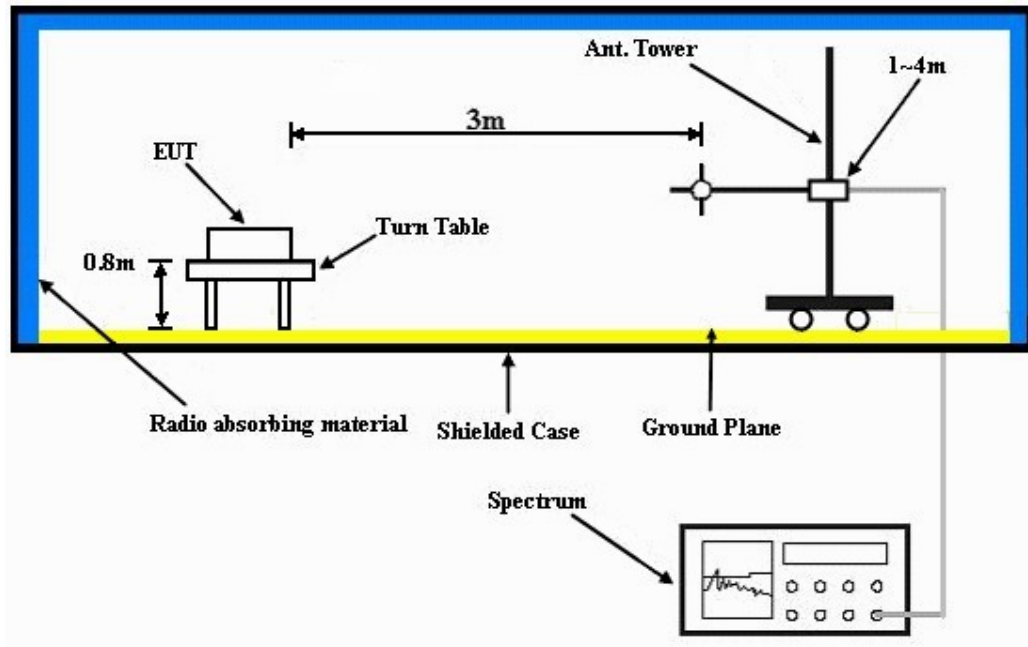 Ant. Tower
1~4m
3m
EUT
Turn Table
0.8m
Radio absorbing material
Shielded Case
Ground Plane
Spectrum